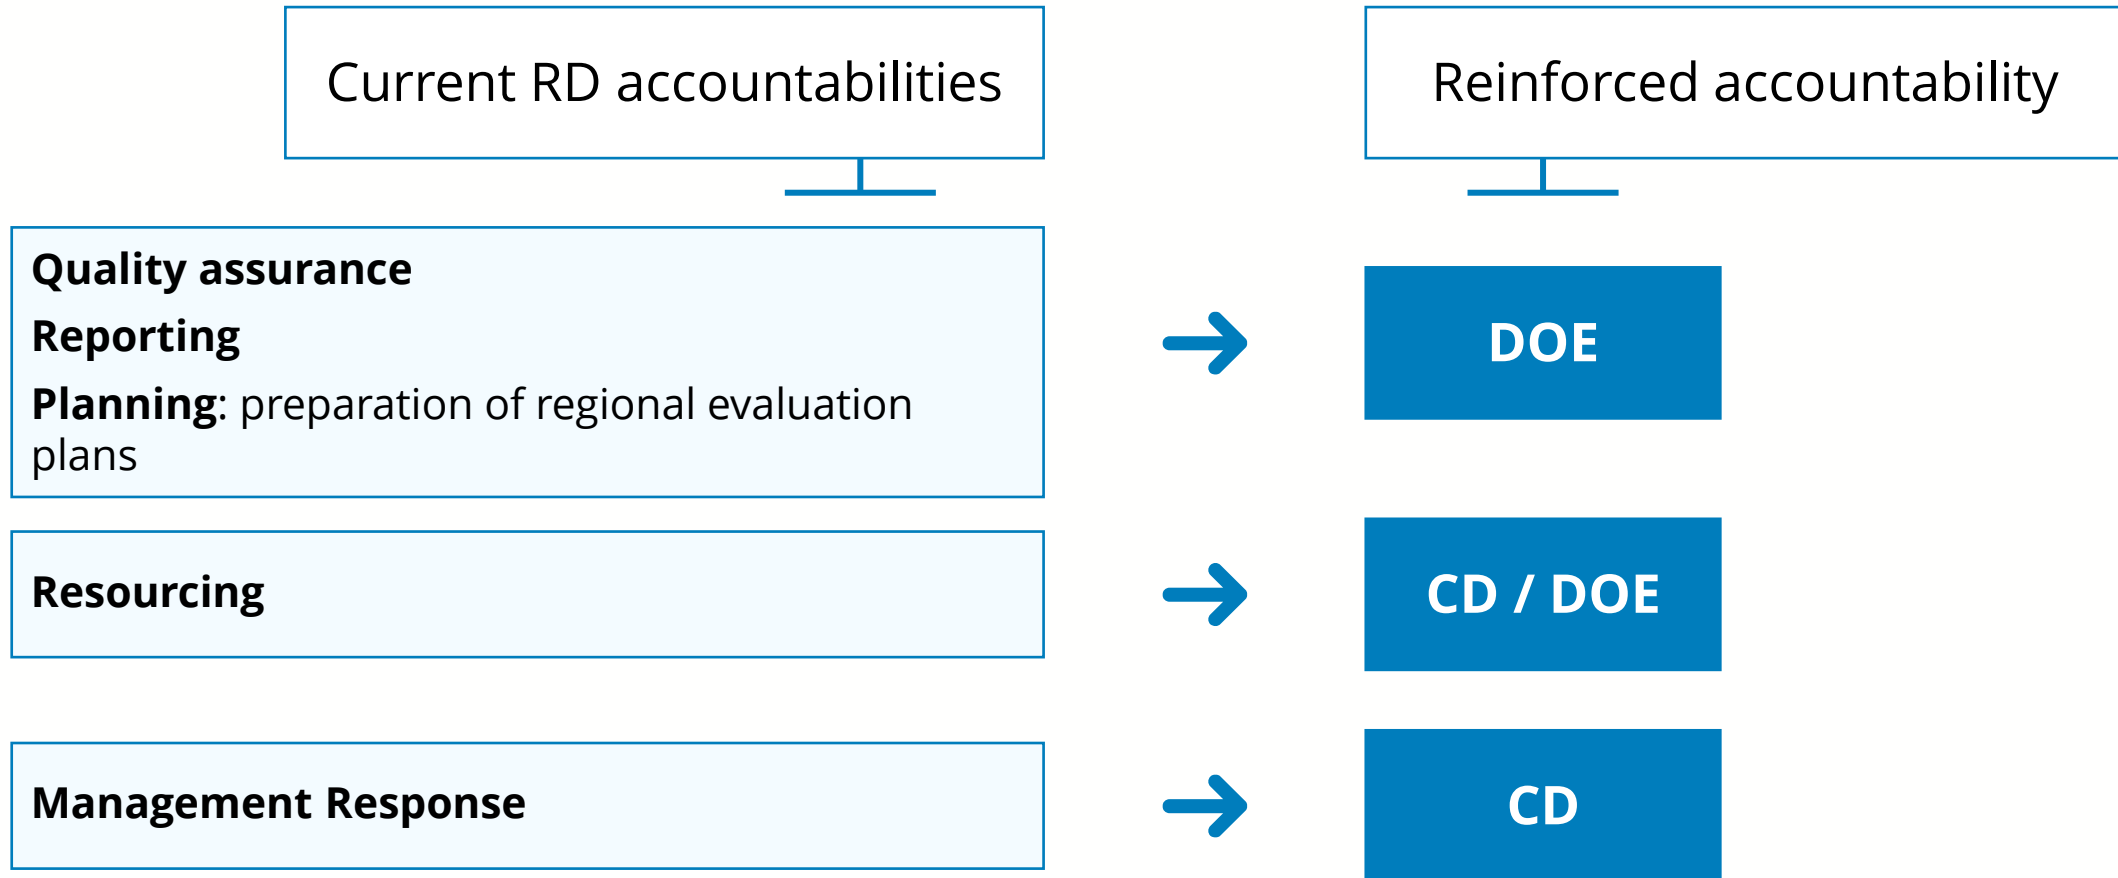 Current RD accountabilities
Reinforced accountability
Quality assurance
Reporting
Planning: preparation of regional evaluation
plans
DOE
Resourcing
CD / DOE
Management Response
CD